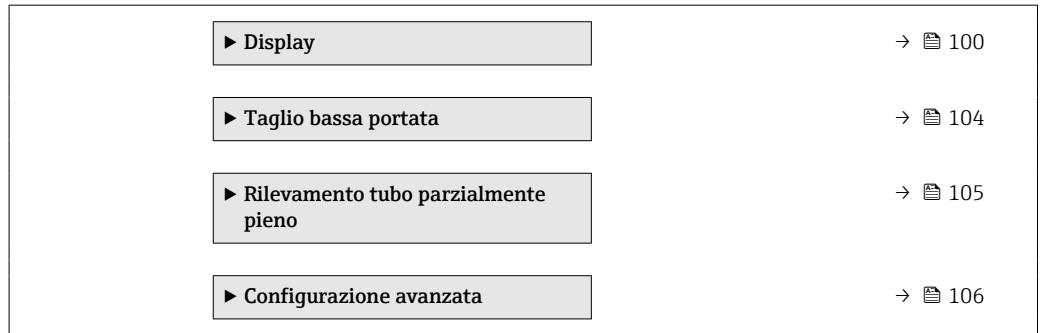 ▶ Display → 100
▶ Taglio bassa portata → 104
▶ Rilevamento tubo parzialmente → 105
pieno
▶ Configurazione avanzata → 106